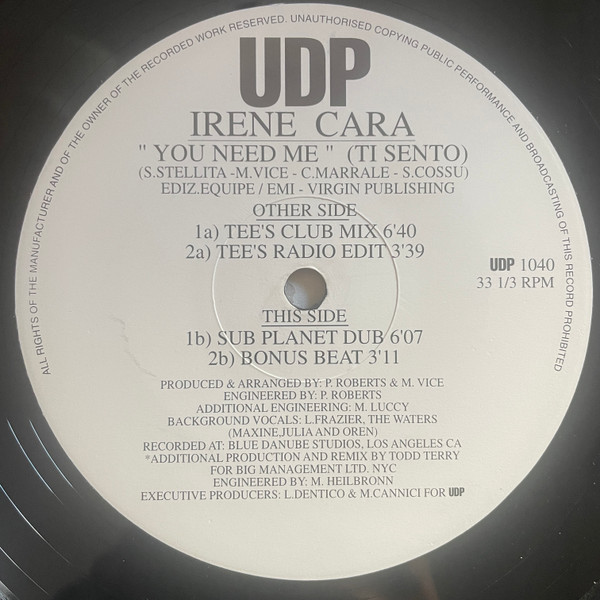 ALL RIGHTS OF THE MANUFACTURER AND OF THE OWNER OF THE RECORDED WORK RESERVED. UNAUTHORISED COPYING PUBLIC PERFORMANCE AND BROADCASTING OF THIS RECORD PROHIBITED
UDP
IRENE CARA
" YOU NEED ME " (TI SENTO)
(S.STELLITA -M.VICE - C.MARRALE - S.COSSU)
EDIZ.EQUIPE / EMI - VIRGIN PUBLISHING
OTHER SIDE
1a) TEE'S CLUB MIX 6'40
2a) TEE'S RADIO EDIT 3'39
UDP 1040
33 1/3 RPM
THIS SIDE
1b) SUB PLANET DUB 6'07
2b) BONUS BEAT 3'11
PRODUCED & ARRANGED BY: P. ROBERTS & M. VICE
ENGINEERED BY: P. ROBERTS
ADDITIONAL ENGINEERING: M. LUCCY
BACKGROUND VOCALS: L.FRAZIER, THE WATERS
(MAXINE,JULIA AND OREN)
RECORDED AT: BLUE DANUBE STUDIOS, LOS ANGELES CA
*ADDITIONAL PRODUCTION AND REMIX BY TODD TERRY
FOR BIG MANAGEMENT LTD. NYC
ENGINEERED BY: M. HEILBRONN
EXECUTIVE PRODUCERS: L.DENTICO & M.CANNICI FOR UDP